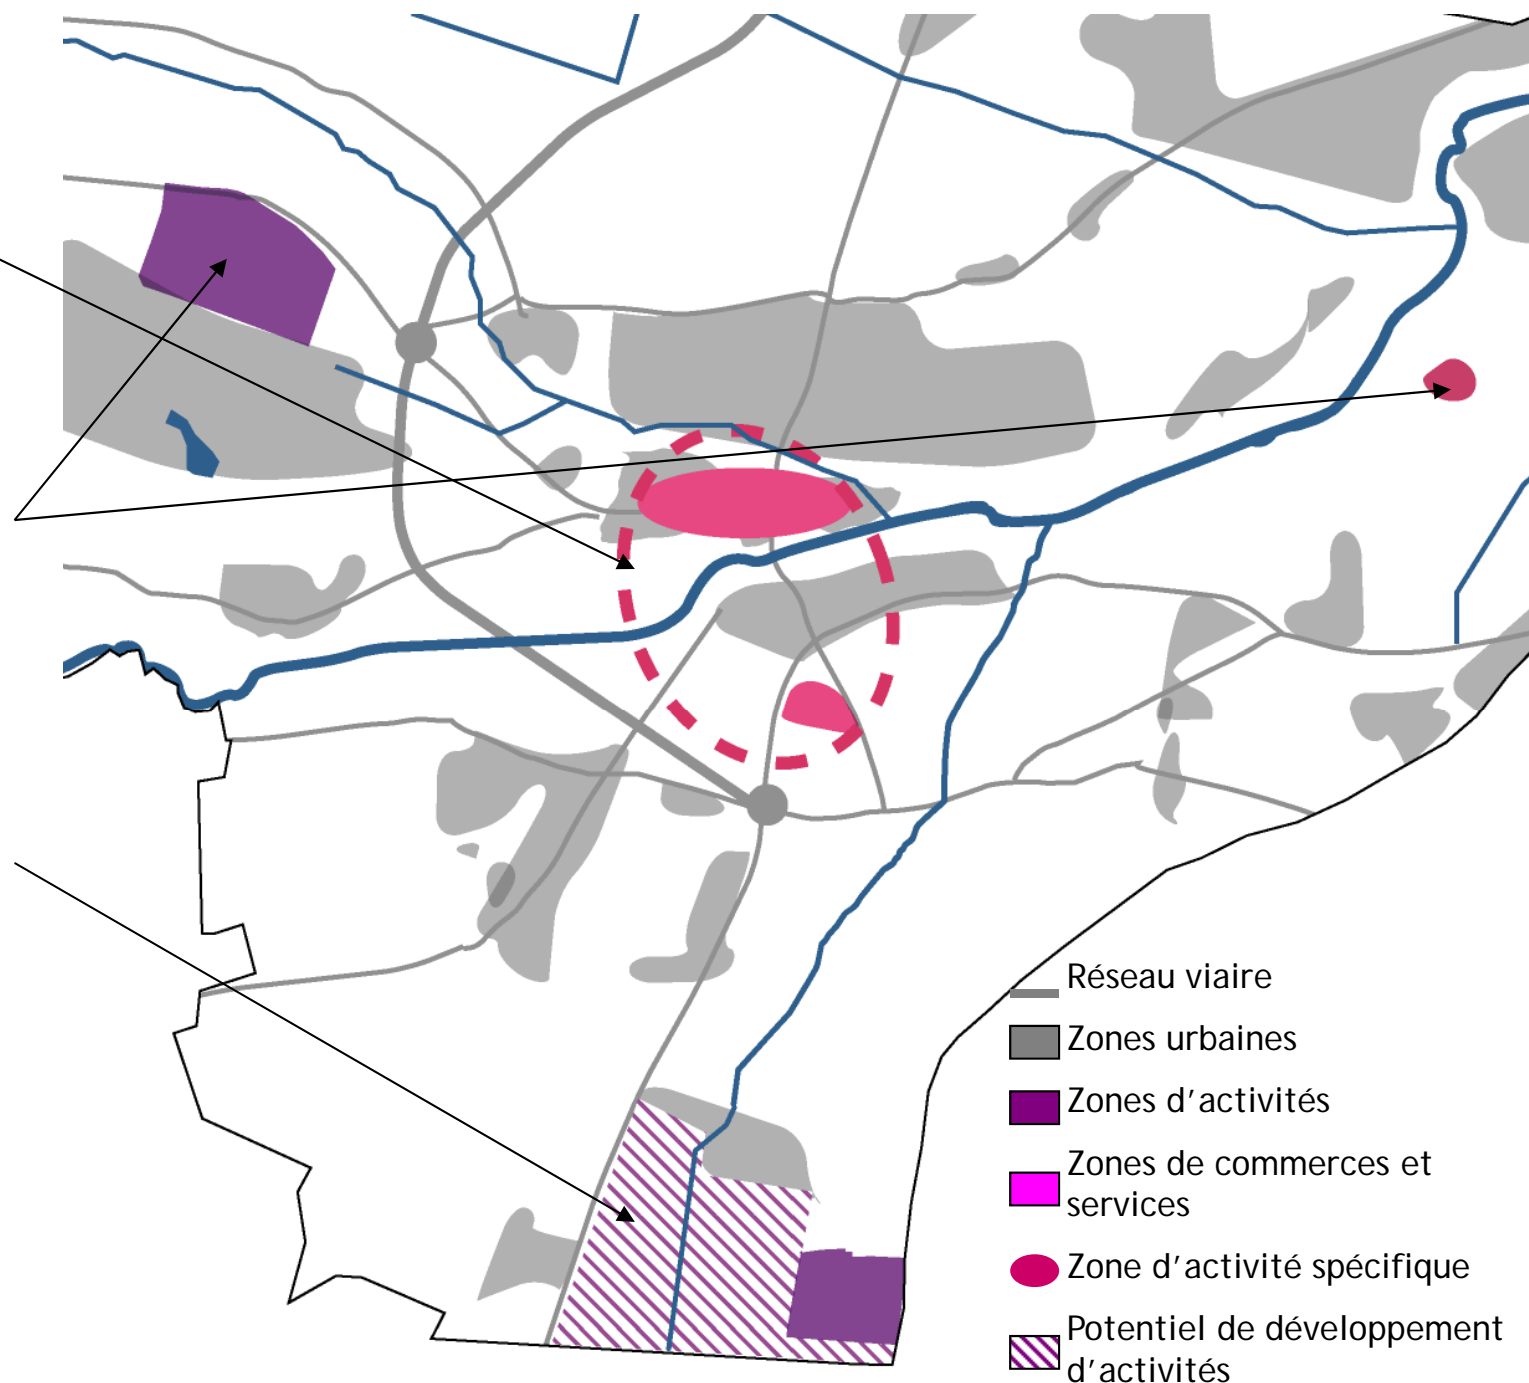 Réseau viaire
Zones urbaines
Zones d'activités
Zones de commerces et
services
Zone d'activité spécifique
Potentiel de développement
d'activités